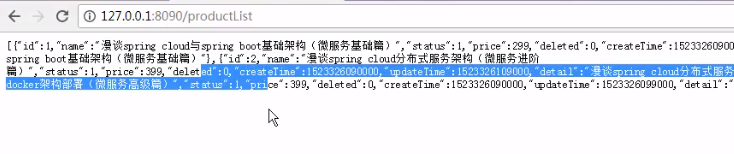 127.0.0.1:8090/productList
[{"id":1,"name":"漫谈spring cloud与spring boot基础架构（微服务基础篇）","status":1,"price":299,"deleted":0,"createTime":15233260900
spring boot基础架构（微服务基础篇）"},{"id":2,"name":"漫谈spring cloud分布式服务架构（微服务进阶
篇）","status":1,"price":399,"deleted":0,"createTime":1523326090000,"updateTime":1523326109000,"detail":"漫谈spring cloud分布式服务
docker架构部署（微服务高级篇）","status":1,"price":399,"deleted":0,"createTime":1523326090000,"updateTime":1523326099000,"detail":"